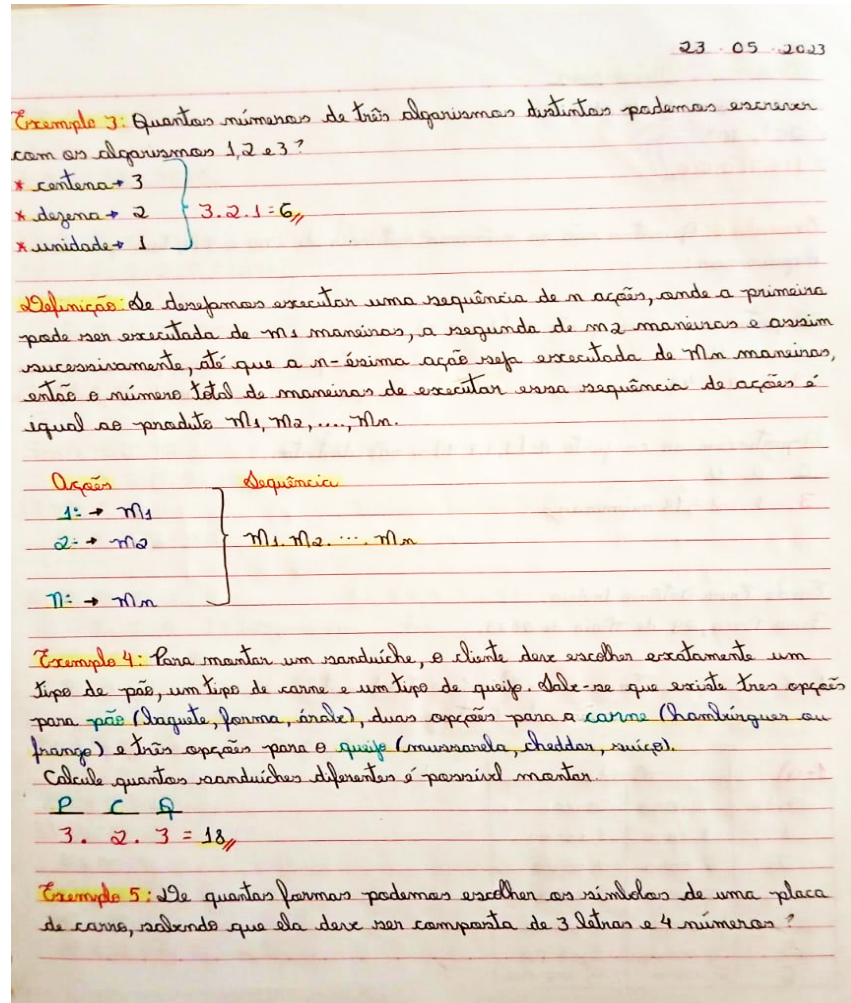 23 . 05 . 2023
Exemplo 3: Quantos números de três algarismos distintos podemos escrever
com os algarismos 1, 2 e 3?
* centena → 3
* dezena → 2 3.2.1 = 6
* unidade → 1
Definição: Se desejamos executar uma sequência de n ações, onde a primeira
pode ser executada de m1 maneiras, a segunda de m2 maneiras e assim
sucessivamente, até que a n-ésima ação seja executada de mn maneiras,
então o número total de maneiras de executar essa sequência de ações é
igual ao produto m1, m2, ..., mn.
Ações Sequência
1ª → m1
2ª → m2 m1. m2. ... . mn
nª → mn
Exemplo 4: Para montar um sanduíche, o cliente deve escolher exatamente um
tipo de pão, um tipo de carne e um tipo de queijo. Sabe-se que existe tres opções
para pão (baguete, forma, árabe), duas opções para a carne (hambúrguer ou
frango) e três opções para o queijo (mussarela, cheddar, suíço).
Calcule quantos sanduíches diferentes é possível montar.
P C Q
3. 2. 3 = 18
Exemplo 5: De quantas formas podemos escolher os símbolos de uma placa
de carro, sabendo que ela deve ser composta de 3 letras e 4 números?